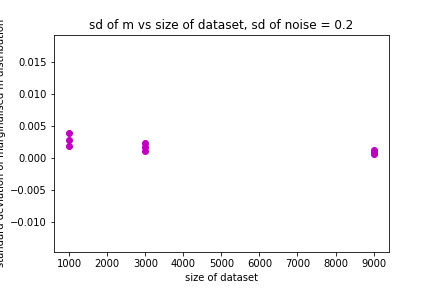 sd of m vs size of dataset, sd of noise = 0.2
standard deviation of marginalised m distribution
0.015
0.010
0.005
0.000
−0.005
−0.010
1000 2000 3000 4000 5000 6000 7000 8000 9000
size of dataset